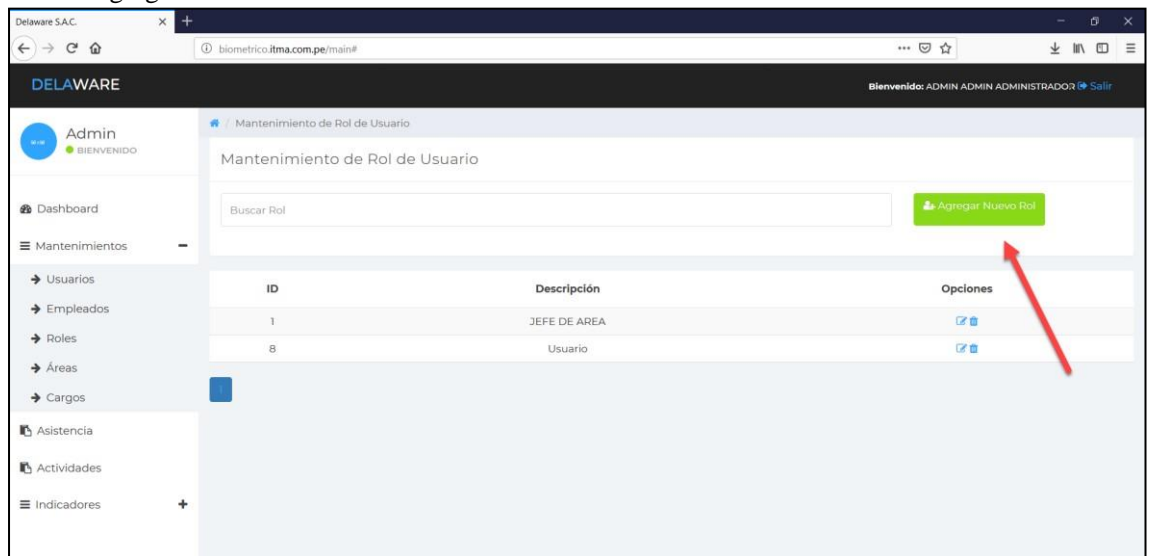 Delaware S.A.C.
biometrico.itma.com.pe/main#
DELAWARE
Bienvenido: ADMIN ADMIN ADMINISTRADOR Salir
Admin
BIENVENIDO
/ Mantenimiento de Rol de Usuario
Mantenimiento de Rol de Usuario
Dashboard
Buscar Rol
Agregar Nuevo Rol
Mantenimientos
Usuarios
Empleados
Roles
Áreas
Cargos
Asistencia
Actividades
Indicadores
ID Descripción Opciones
1 JEFE DE AREA
8 Usuario
1